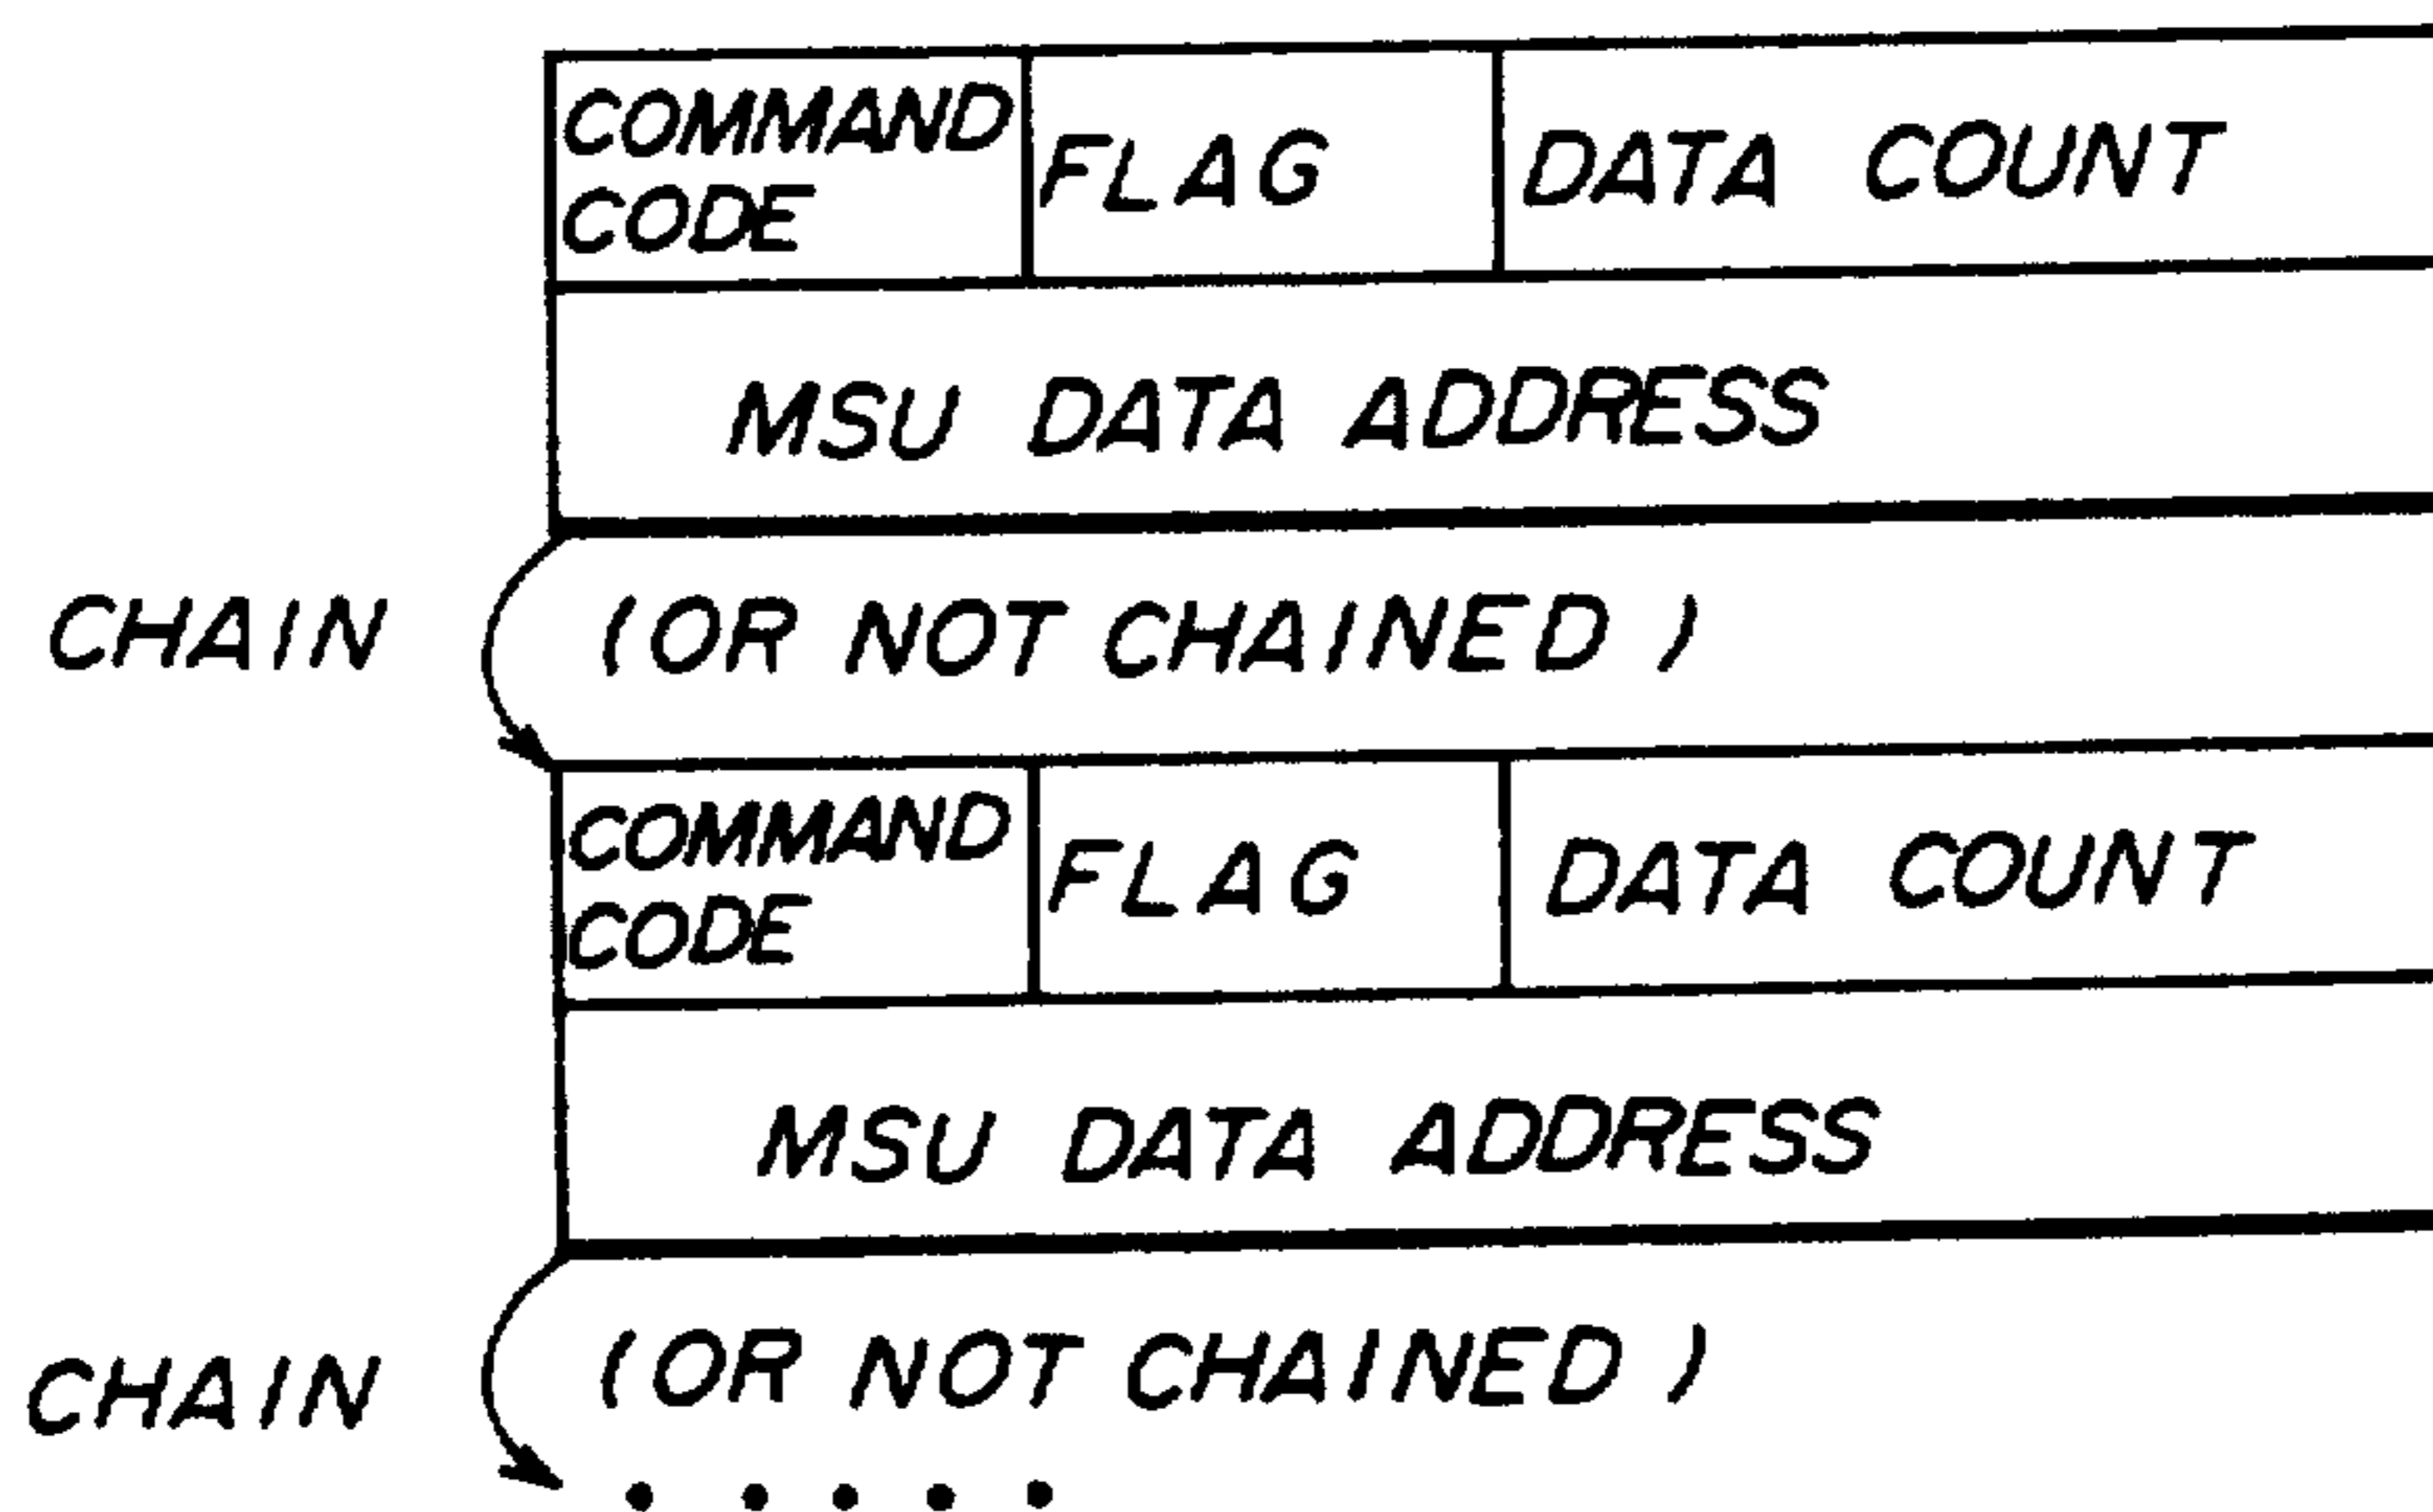 COMMAND CODE FLAG DATA COUNT
MSU DATA ADDRESS
CHAIN (OR NOT CHAINED )
COMMAND CODE FLAG DATA COUNT
MSU DATA ADDRESS
CHAIN (OR NOT CHAINED )
. . . . .